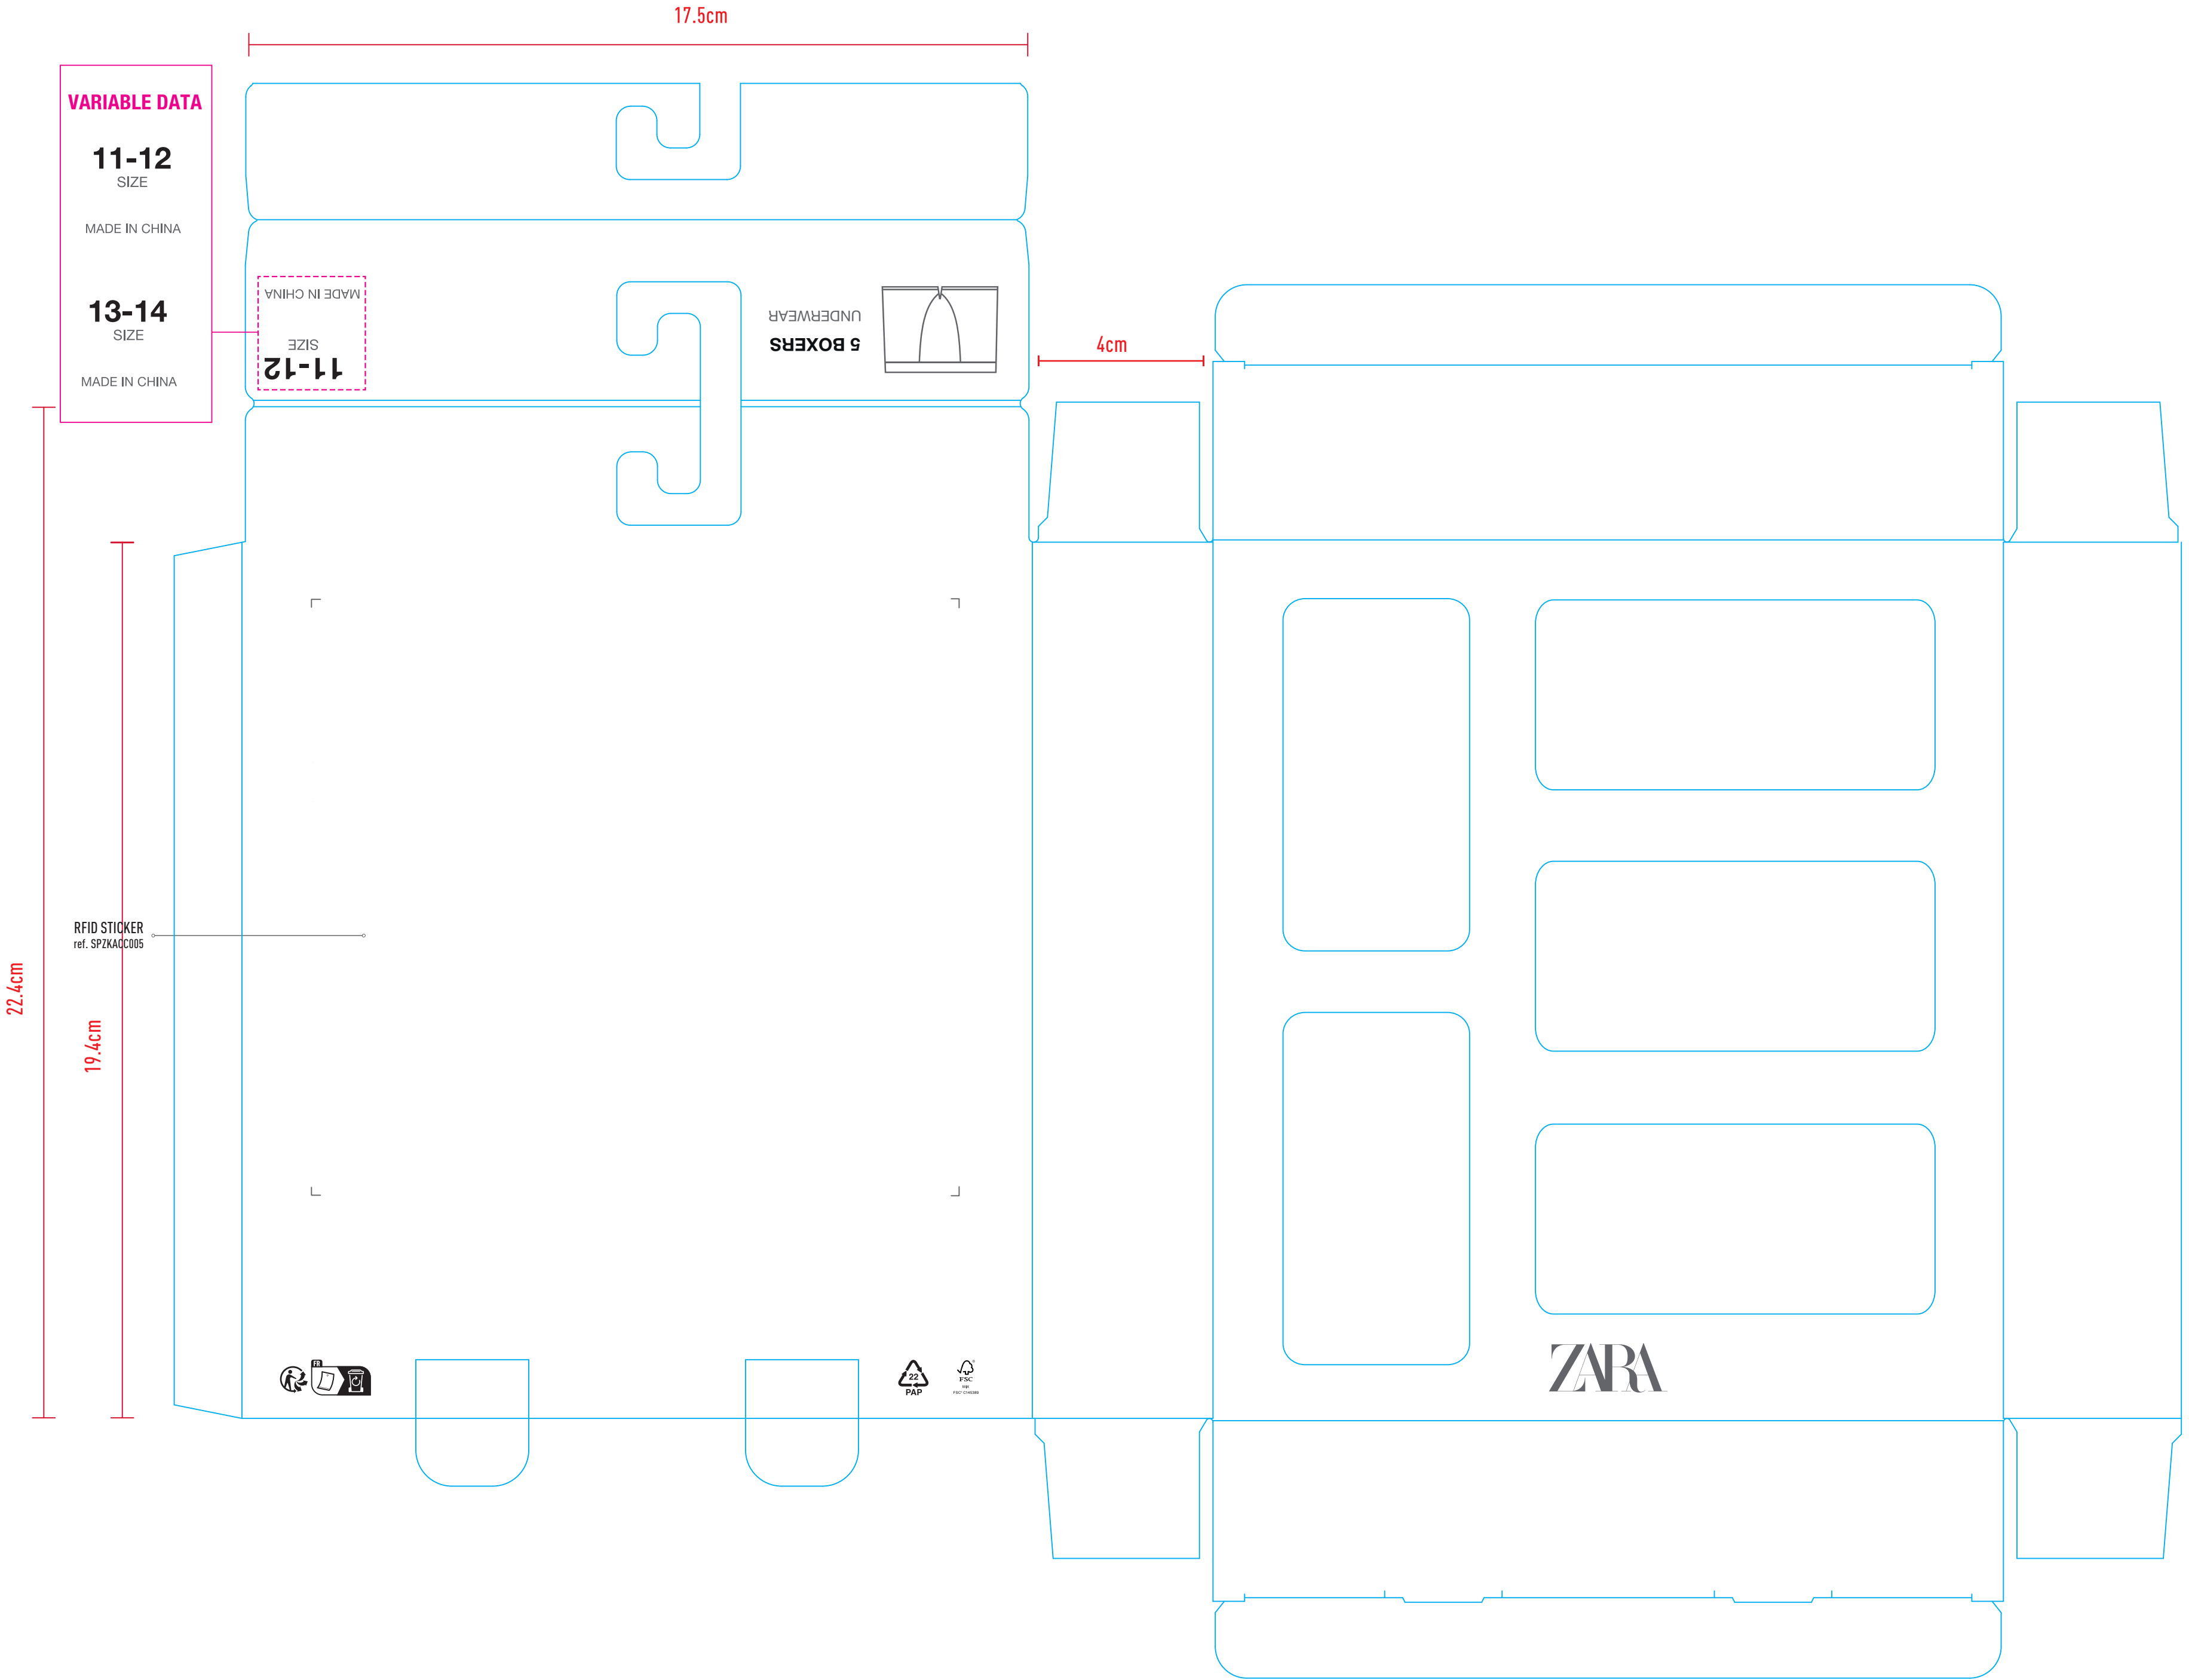 17.5cm
VARIABLE DATA
11-12
SIZE
MADE IN CHINA
13-14
SIZE
MADE IN CHINA
MADE IN CHINA
SIZE
11-12
UNDERWEAR
5 BOXERS
4cm
RFID STICKER
ref. SPZKACC005
22.4cm
19.4cm
FR
22
PAP
FSC
ZARA